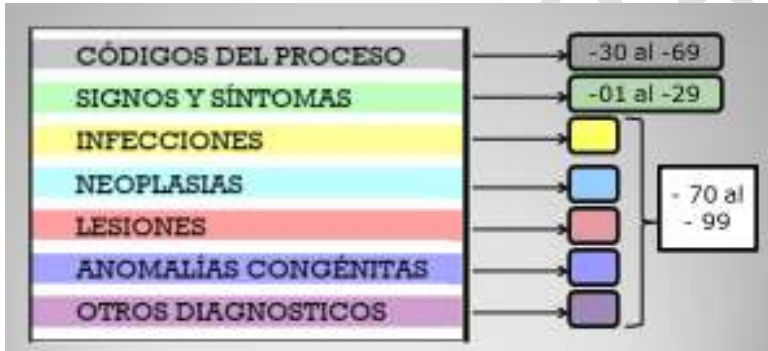 CÓDIGOS DEL PROCESO
-30 al -69
SIGNOS Y SÍNTOMAS
-01 al -29
INFECCIONES
NEOPLASIAS
LESIONES
ANOMALÍAS CONGÉNITAS
OTROS DIAGNOSTICOS
- 70 al
- 99